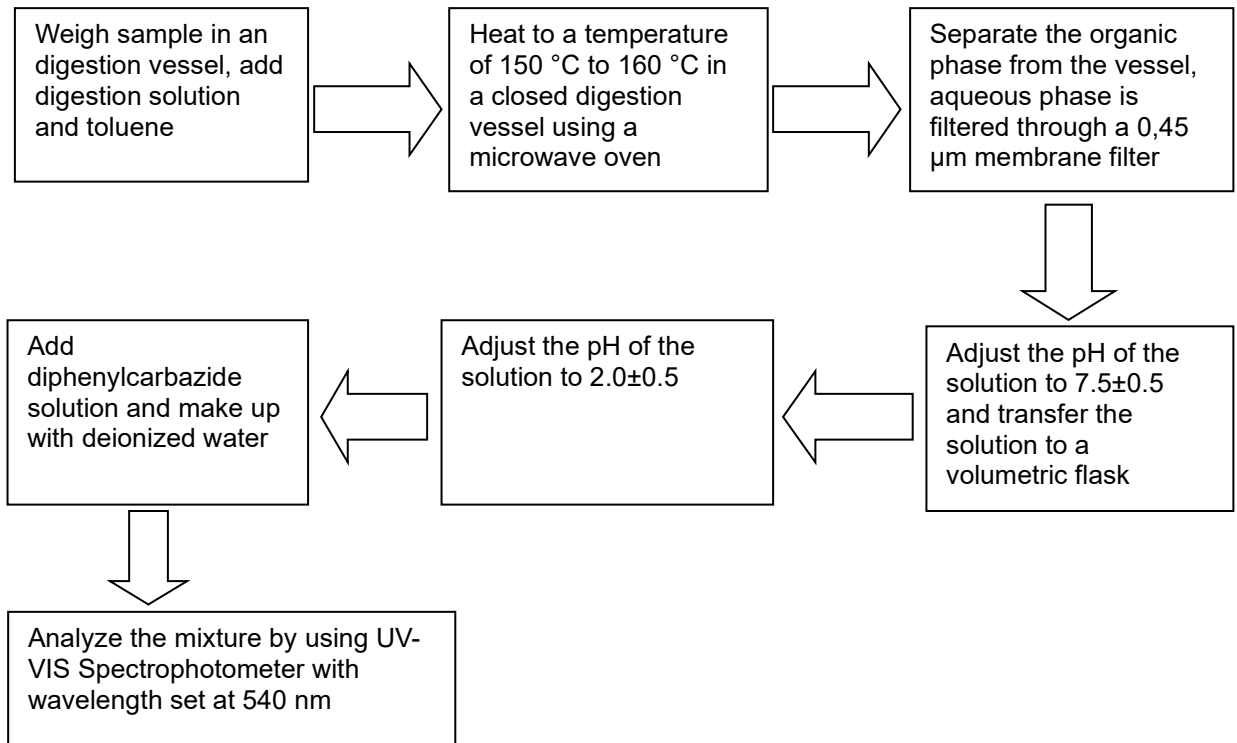 Weigh sample in an
digestion vessel, add
digestion solution
and toluene
Heat to a temperature
of 150 °C to 160 °C in
a closed digestion
vessel using a
microwave oven
Separate the organic
phase from the vessel,
aqueous phase is
filtered through a 0,45
µm membrane filter
Adjust the pH of the
solution to 7.5±0.5
and transfer the
solution to a
volumetric flask
Adjust the pH of the
solution to 2.0±0.5
Add
diphenylcarbazide
solution and make up
with deionized water
Analyze the mixture by using UV-
VIS Spectrophotometer with
wavelength set at 540 nm